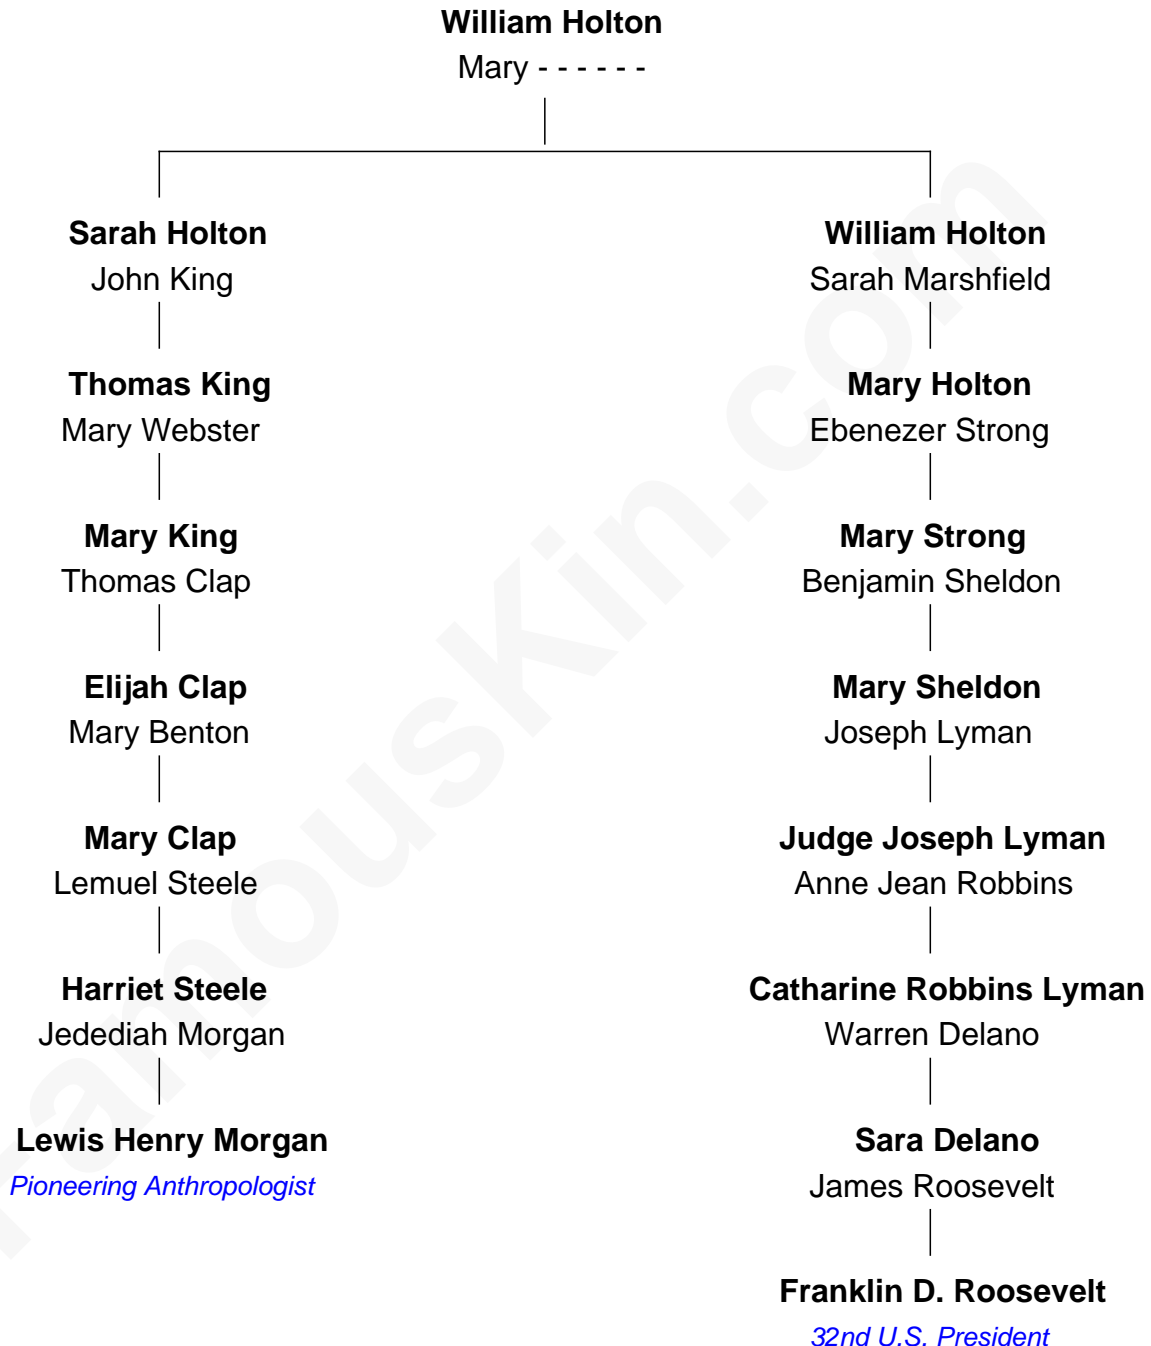 William Holton
Mary - - - - - -
Sarah Holton
John King
William Holton
Sarah Marshfield
Thomas King
Mary Webster
Mary Holton
Ebenezer Strong
Mary King
Thomas Clap
Mary Strong
Benjamin Sheldon
Elijah Clap
Mary Benton
Mary Sheldon
Joseph Lyman
Mary Clap
Lemuel Steele
Judge Joseph Lyman
Anne Jean Robbins
Harriet Steele
Jedediah Morgan
Catharine Robbins Lyman
Warren Delano
Lewis Henry Morgan
Pioneering Anthropologist
Sara Delano
James Roosevelt
Franklin D. Roosevelt
32nd U.S. President
FamousKin.com